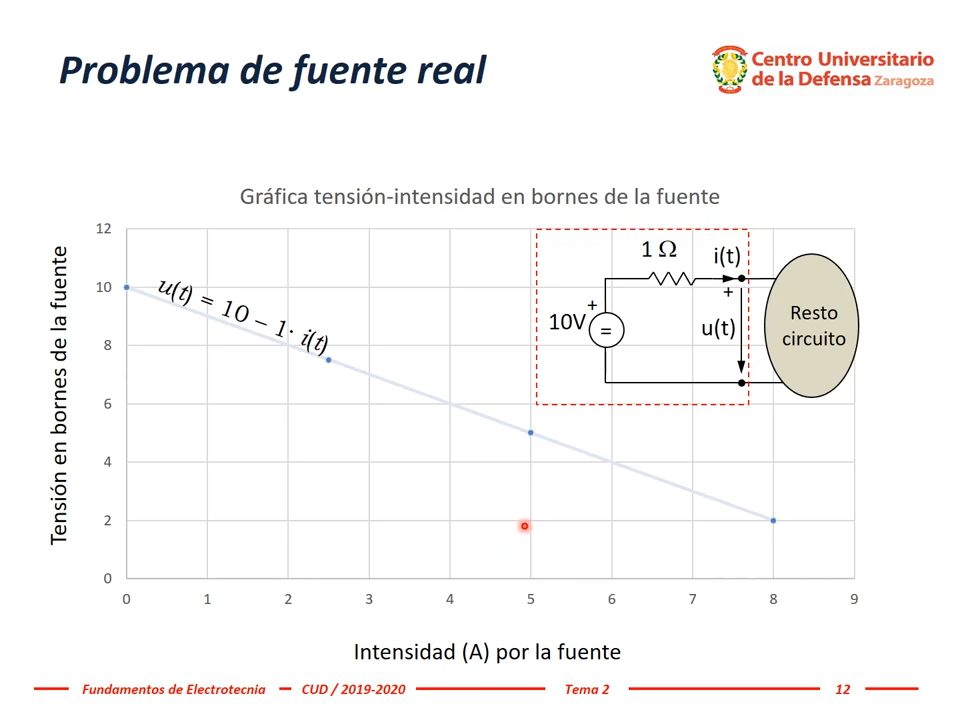 Problema de fuente real
Centro Universitario
de la Defensa Zaragoza
Gráfica tensión-intensidad en bornes de la fuente
Tensión en bornes de la fuente
12
10
8
6
4
2
0
u(t) = 10 – 1· i(t)
1 Ω
i(t)
+
+
10V
=
u(t)
Resto
circuito
0 1 2 3 4 5 6 7 8 9
Intensidad (A) por la fuente
Fundamentos de Electrotecnia CUD / 2019-2020 Tema 2 12